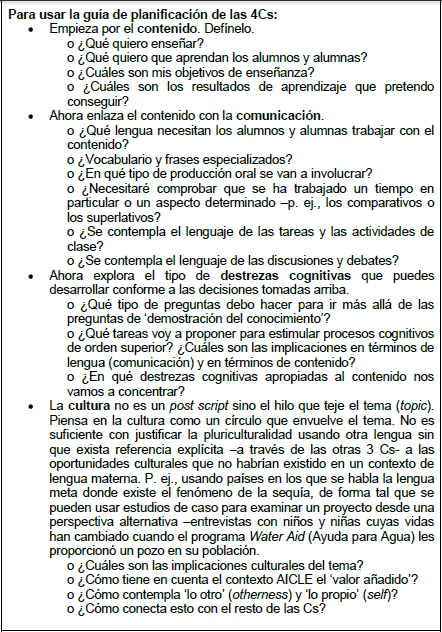 Para usar la guía de planificación de las 4Cs:
• Empieza por el contenido. Defínelo.
o ¿Qué quiero enseñar?
o ¿Qué quiero que aprendan los alumnos y alumnas?
o ¿Cuáles son mis objetivos de enseñanza?
o ¿Cuáles son los resultados de aprendizaje que pretendo
conseguir?
• Ahora enlaza el contenido con la comunicación.
o ¿Qué lengua necesitan los alumnos y alumnas trabajar con el
contenido?
o ¿Vocabulario y frases especializados?
o ¿En qué tipo de producción oral se van a involucrar?
o ¿Necesitaré comprobar que se ha trabajado un tiempo en
particular o un aspecto determinado –p. ej., los comparativos o
los superlativos?
o ¿Se contempla el lenguaje de las tareas y las actividades de
clase?
o ¿Se contempla el lenguaje de las discusiones y debates?
• Ahora explora el tipo de destrezas cognitivas que puedes
desarrollar conforme a las decisiones tomadas arriba.
o ¿Qué tipo de preguntas debo hacer para ir más allá de las
preguntas de ‘demostración del conocimiento’?
o ¿Qué tareas voy a proponer para estimular procesos cognitivos
de orden superior? ¿Cuáles son las implicaciones en términos de
lengua (comunicación) y en términos de contenido?
o ¿En qué destrezas cognitivas apropiadas al contenido nos
vamos a concentrar?
• La cultura no es un post script sino el hilo que teje el tema (topic).
Piensa en la cultura como un círculo que envuelve el tema. No es
suficiente con justificar la pluriculturalidad usando otra lengua sin
que exista referencia explícita –a través de las otras 3 Cs- a las
oportunidades culturales que no habrían existido en un contexto de
lengua materna. P. ej., usando países en los que se habla la lengua
meta donde existe el fenómeno de la sequía, de forma tal que se
pueden usar estudios de caso para examinar un proyecto desde una
perspectiva alternativa –entrevistas con niños y niñas cuyas vidas
han cambiado cuando el programa Water Aid (Ayuda para Agua) les
proporcionó un pozo en su población.
o ¿Cuáles son las implicaciones culturales del tema?
o ¿Cómo tiene en cuenta el contexto AICLE el ‘valor añadido’?
o ¿Cómo contempla ‘lo otro’ (otherness) y ‘lo propio’ (self)?
o ¿Cómo conecta esto con el resto de las Cs?